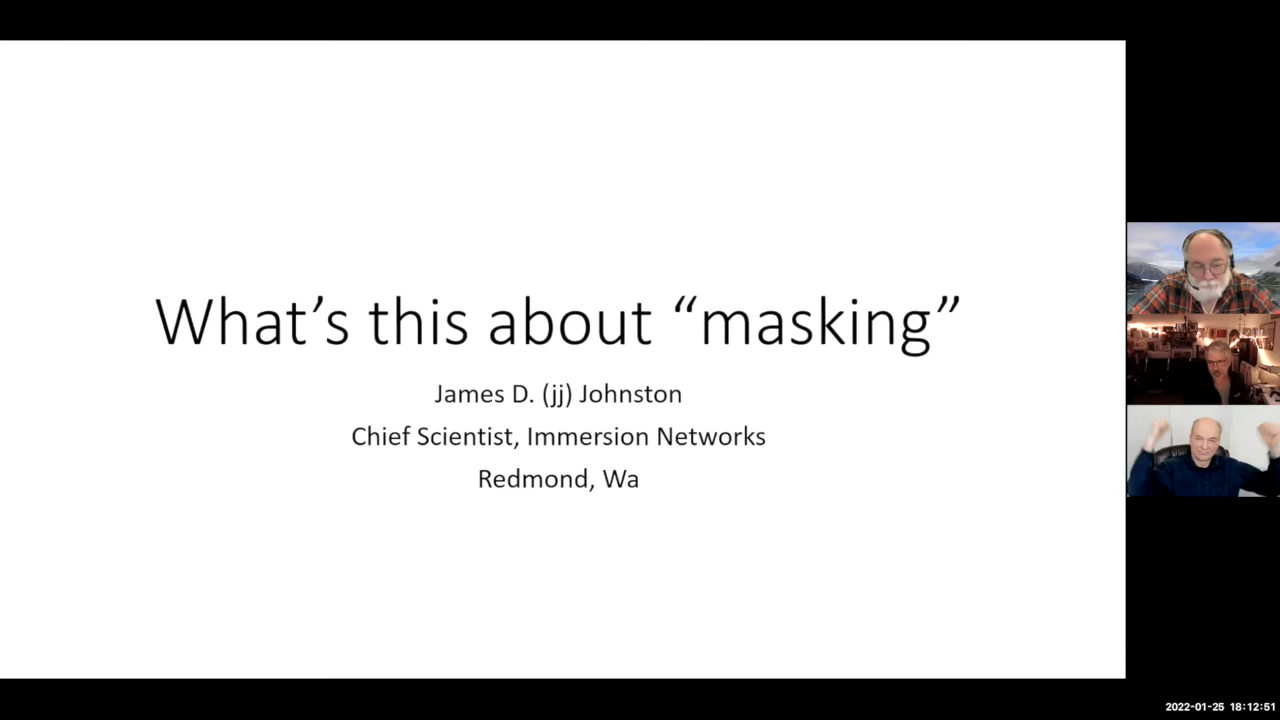 What’s this about “masking”
James D. (jj) Johnston
Chief Scientist, Immersion Networks
Redmond, Wa
2022-01-25 18:12:51